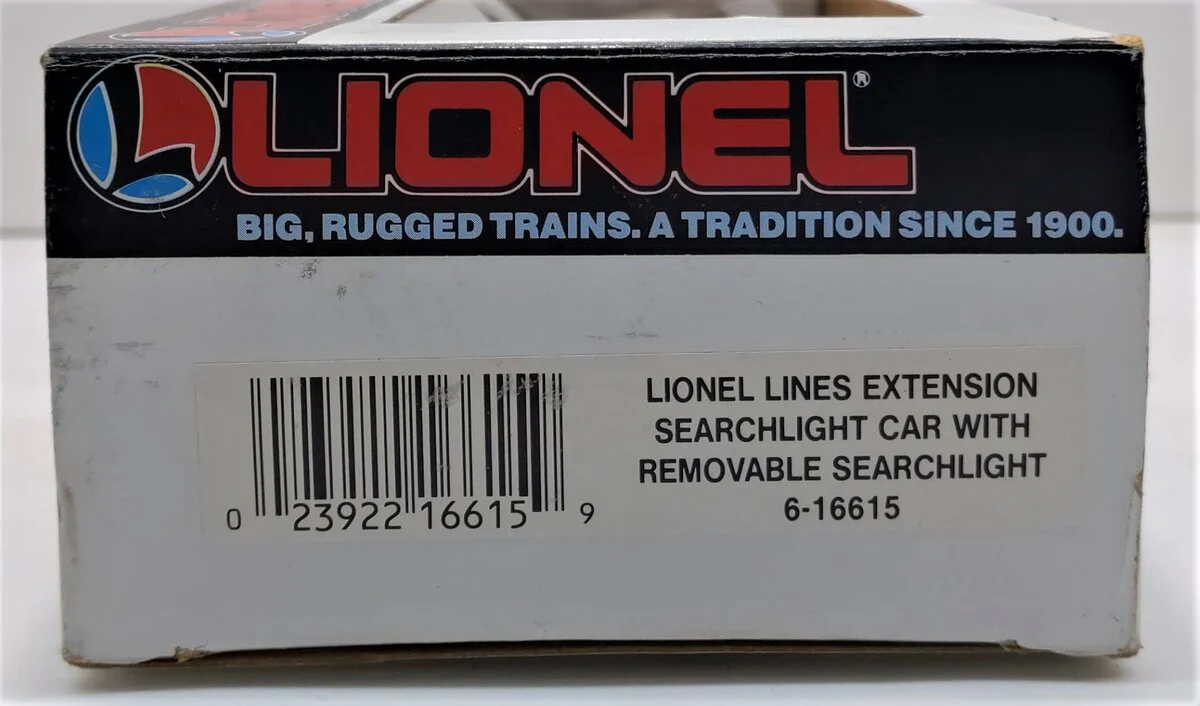 LIONEL®
BIG, RUGGED TRAINS. A TRADITION SINCE 1900.
LIONEL LINES EXTENSION
SEARCHLIGHT CAR WITH
REMOVABLE SEARCHLIGHT
6-16615
0 23922 16615 9